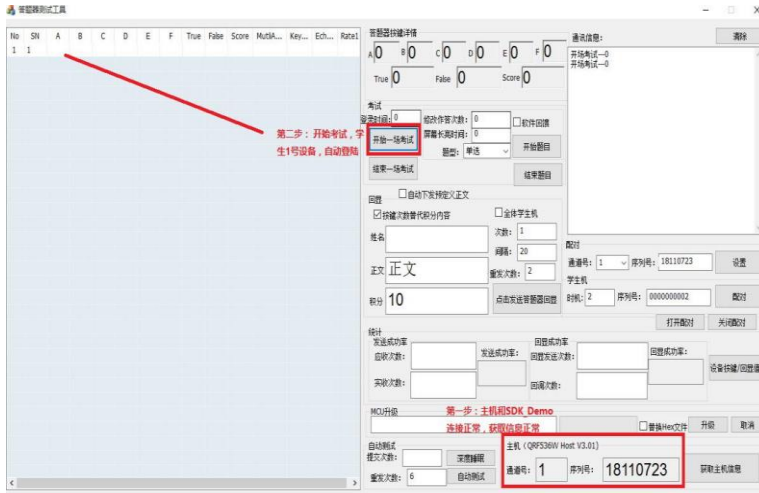 答题器测试工具
No SN A B C D E F True False Score MutiA... Key... Ech... Rate1
1 1
答题器按键详情
A 0 B 0 C 0 D 0 E 0 F 0
True 0 False 0 Score 0
通讯信息: 清除
开场考试---0
开场考试---0
考试
登录时间: 0 修改作答次数: 0 软件回馈
开始一场考试 屏幕长亮时间: 0
题型: 单选 开始题目
结束一场考试 结束题目
第二步：开始考试，学
生1号设备，自动登陆
回显 自动下发预定义正文
按键次数替代积分内容 全体学生机
姓名 次数: 1
间隔: 20
正文 正文 重发次数: 2
积分 10 点击发送答题器回显
配对
通道号: 1 序列号: 18110723 设置
学生机
时机: 2 序列号: 0000000002 配对
打开配对 关闭配对
统计
发送成功率 回显成功率
应收次数: 发送成功率: 回显发送次数: 回显成功率:
实收次数: 回调次数:
设备按键/回显清
MCU升级
第一步：主机和SDK_Demo
连接正常，获取信息正常
替换Hex文件 升级 取消
自动测试
提交次数: 深度睡眠
重发次数: 6 自动测试
主机（QRF536W Host V3.01）
通道号: 1 序列号: 18110723 获取主机信息